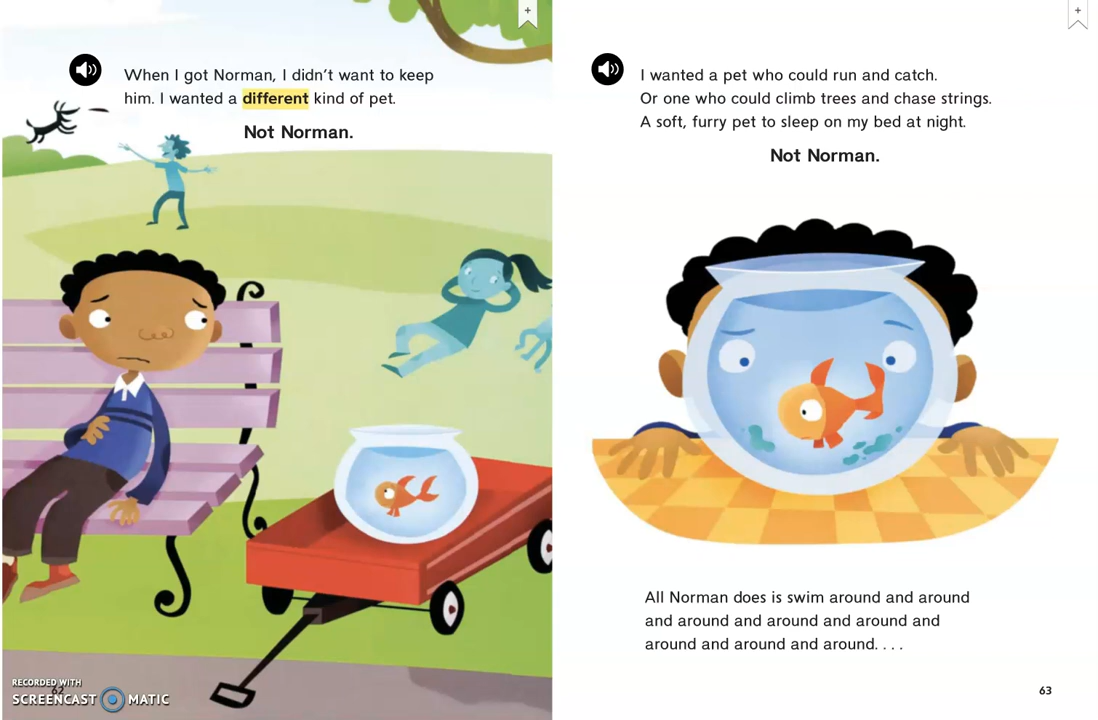 When I got Norman, I didn't want to keep
him. I wanted a different kind of pet.
Not Norman.
RECORDED WITH
62
SCREENCAST MATIC
I wanted a pet who could run and catch.
Or one who could climb trees and chase strings.
A soft, furry pet to sleep on my bed at night.
Not Norman.
All Norman does is swim around and around
and around and around and around and
around and around and around. . . .
63